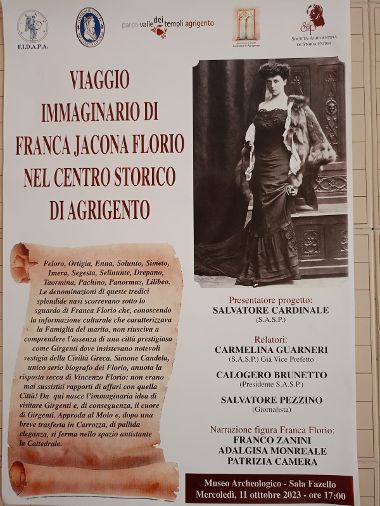 F.I.D.A.P.A.
parco valle dei templi agrigento
Società Agrigentina
di Storia Patria
VIAGGIO
IMMAGINARIO DI
FRANCA JACONA FLORIO
NEL CENTRO STORICO
DI AGRIGENTO
Peloro, Ortigia, Enna, Solunto, Simeto,
Imera, Segesta, Selinunte, Drepano,
Taormina, Pachino, Panormus, Lilibeo.
Le denominazioni di queste tredici
splendide navi scorrevano sotto lo
sguardo di Franca Florio che, conoscendo
la informazione culturale che caratterizzava
la Famiglia del marito, non riusciva a
comprendere l'assenza di una città prestigiosa
come Girgenti dove insistevano notevoli
vestigia della Civiltà Greca. Simone Candela,
unico serio biografo dei Florio, annota la
risposta secca di Vincenzo Florio: non erano
mai sussistiti rapporti di affari con quella
Città! Da qui nasce l'immaginaria idea di
visitare Girgenti e, di conseguenza, il cuore
di Girgenti. Approda al Molo e, dopo una
breve trasferta in Carrozza, di pallida
eleganza, si ferma nello spazio antistante
la Cattedrale.
Presentatore progetto:
SALVATORE CARDINALE
(S.A.S.P.)
Relatori:
CARMELINA GUARNERI
(S.A.S.P.) Già Vice Prefetto
CALOGERO BRUNETTO
(Presidente S.A.S.P.)
SALVATORE PEZZINO
(Giornalista)
Narrazione figura Franca Florio:
FRANCO ZANINI
ADALGISA MONREALE
PATRIZIA CAMERA
Museo Archeologico - Sala Fazello
Mercoledì, 11 otttobre 2023 - ore 17:00